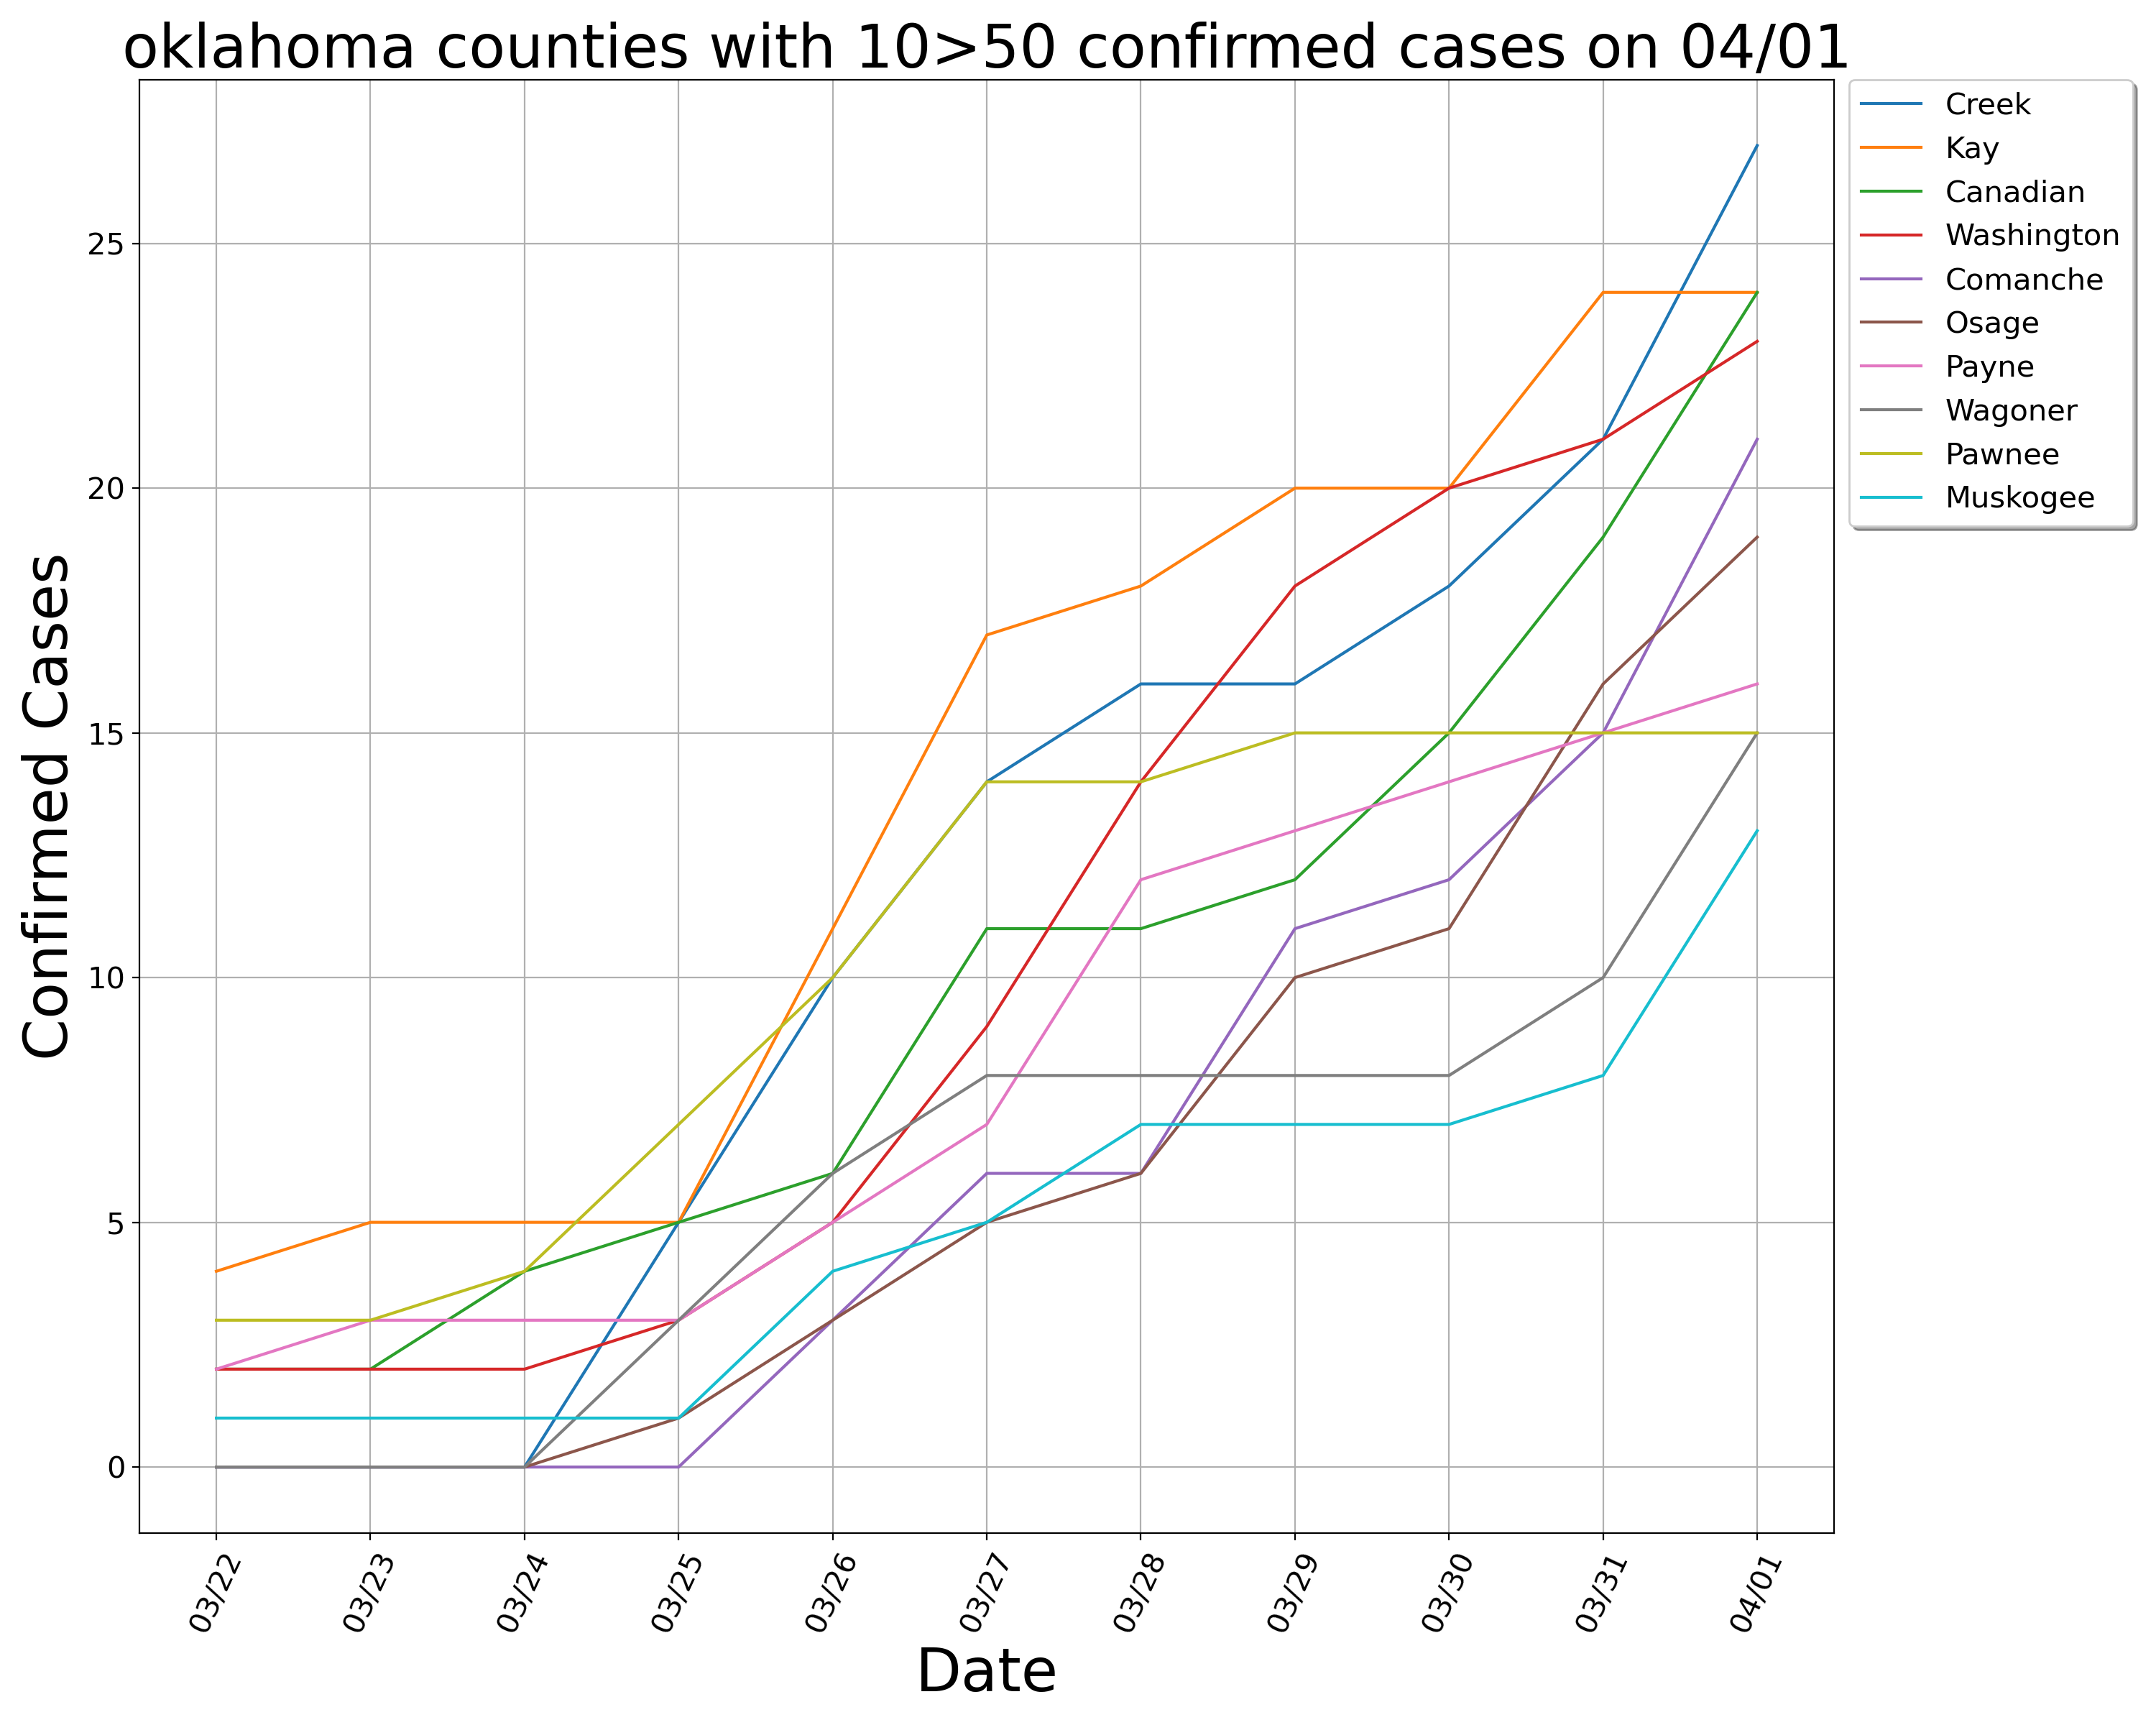 oklahoma counties with 10>50 confirmed cases on 04/01
Creek
Kay
Canadian
Washington
Comanche
Osage
Payne
Wagoner
Pawnee
Muskogee
Confirmed Cases
25
20
15
10
5
0
03/22
03/23
03/24
03/25
03/26
03/27
03/28
03/29
03/30
03/31
04/01
Date